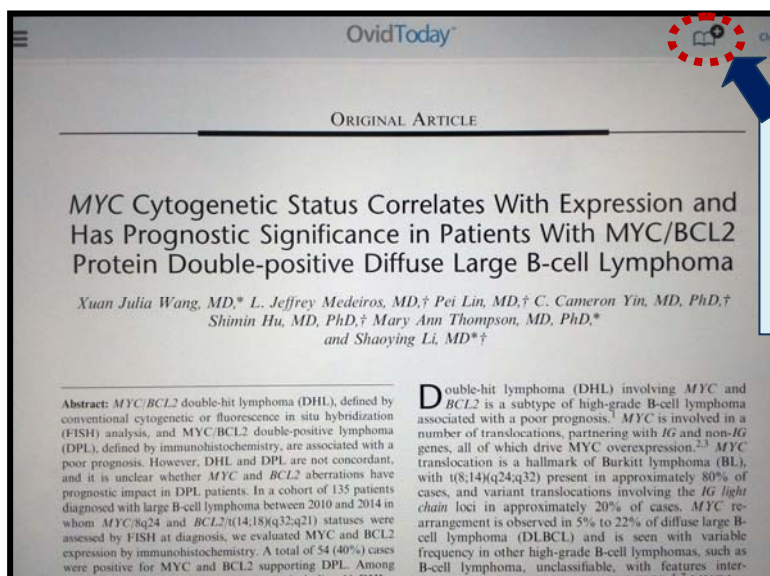 OvidToday
ORIGINAL ARTICLE
MYC Cytogenetic Status Correlates With Expression and
Has Prognostic Significance in Patients With MYC/BCL2
Protein Double-positive Diffuse Large B-cell Lymphoma
Xuan Julia Wang, MD,* L. Jeffrey Medeiros, MD,† Pei Lin, MD,† C. Cameron Yin, MD, PhD,†
Shimin Hu, MD, PhD,† Mary Ann Thompson, MD, PhD,*
and Shaoying Li, MD*†
Abstract: MYC/BCL2 double-hit lymphoma (DHL), defined by
conventional cytogenetic or fluorescence in situ hybridization
(FISH) analysis, and MYC/BCL2 double-positive lymphoma
(DPL), defined by immunohistochemistry, are associated with a
poor prognosis. However, DHL and DPL are not concordant,
and it is unclear whether MYC and BCL2 aberrations have
prognostic impact in DPL patients. In a cohort of 135 patients
diagnosed with large B-cell lymphoma between 2010 and 2014 in
whom MYC/8q24 and BCL2/t(14;18)(q32;q21) statuses were
assessed by FISH at diagnosis, we evaluated MYC and BCL2
expression by immunohistochemistry. A total of 54 (40%) cases
were positive for MYC and BCL2 supporting DPL. Among
Double-hit lymphoma (DHL) involving MYC and
BCL2 is a subtype of high-grade B-cell lymphoma
associated with a poor prognosis.1 MYC is involved in a
number of translocations, partnering with IG and non-IG
genes, all of which drive MYC overexpression.2,3 MYC
translocation is a hallmark of Burkitt lymphoma (BL),
with t(8;14)(q24;q32) present in approximately 80% of
cases, and variant translocations involving the IG light
chain loci in approximately 20% of cases. MYC re-
arrangement is observed in 5% to 22% of diffuse large B-
cell lymphoma (DLBCL) and is seen with variable
frequency in other high-grade B-cell lymphomas, such as
B-cell lymphoma, unclassifiable, with features inter-